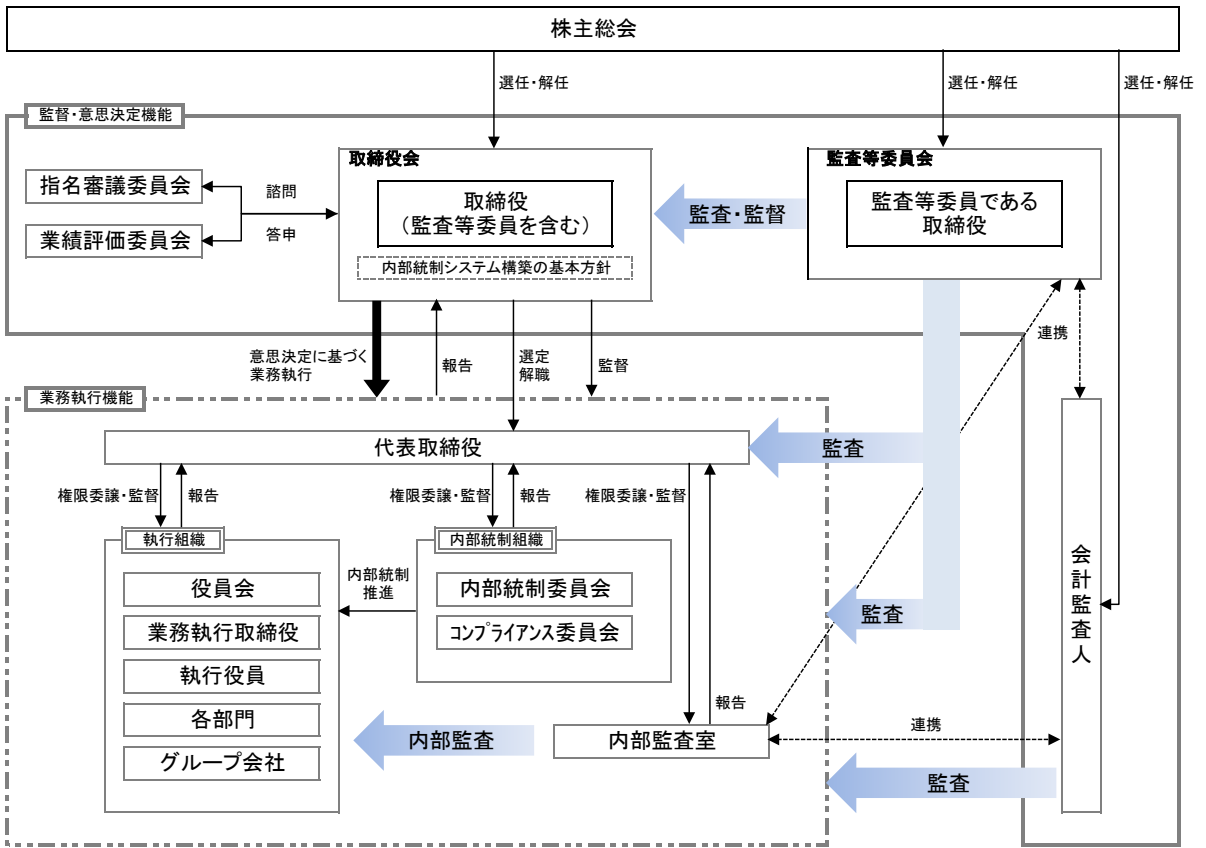 株主総会
選任・解任
選任・解任
選任・解任
監督・意思決定機能
取締役会
監査等委員会
指名審議委員会
諮問
取締役
(監査等委員を含む)
監査・監督
監査等委員である
取締役
答申
業績評価委員会
内部統制システム構築の基本方針
連携
意思決定に基づく
業務執行
報告
選定
解職
監督
業務執行機能
代表取締役
監査
権限委譲・監督
報告
権限委譲・監督
報告
権限委譲・監督
執行組織
内部統制組織
役員会
内部統制
推進
内部統制委員会
監査
会計監査人
業務執行取締役
コンプライアンス委員会
執行役員
報告
各部門
内部監査
内部監査室
連携
グループ会社
監査